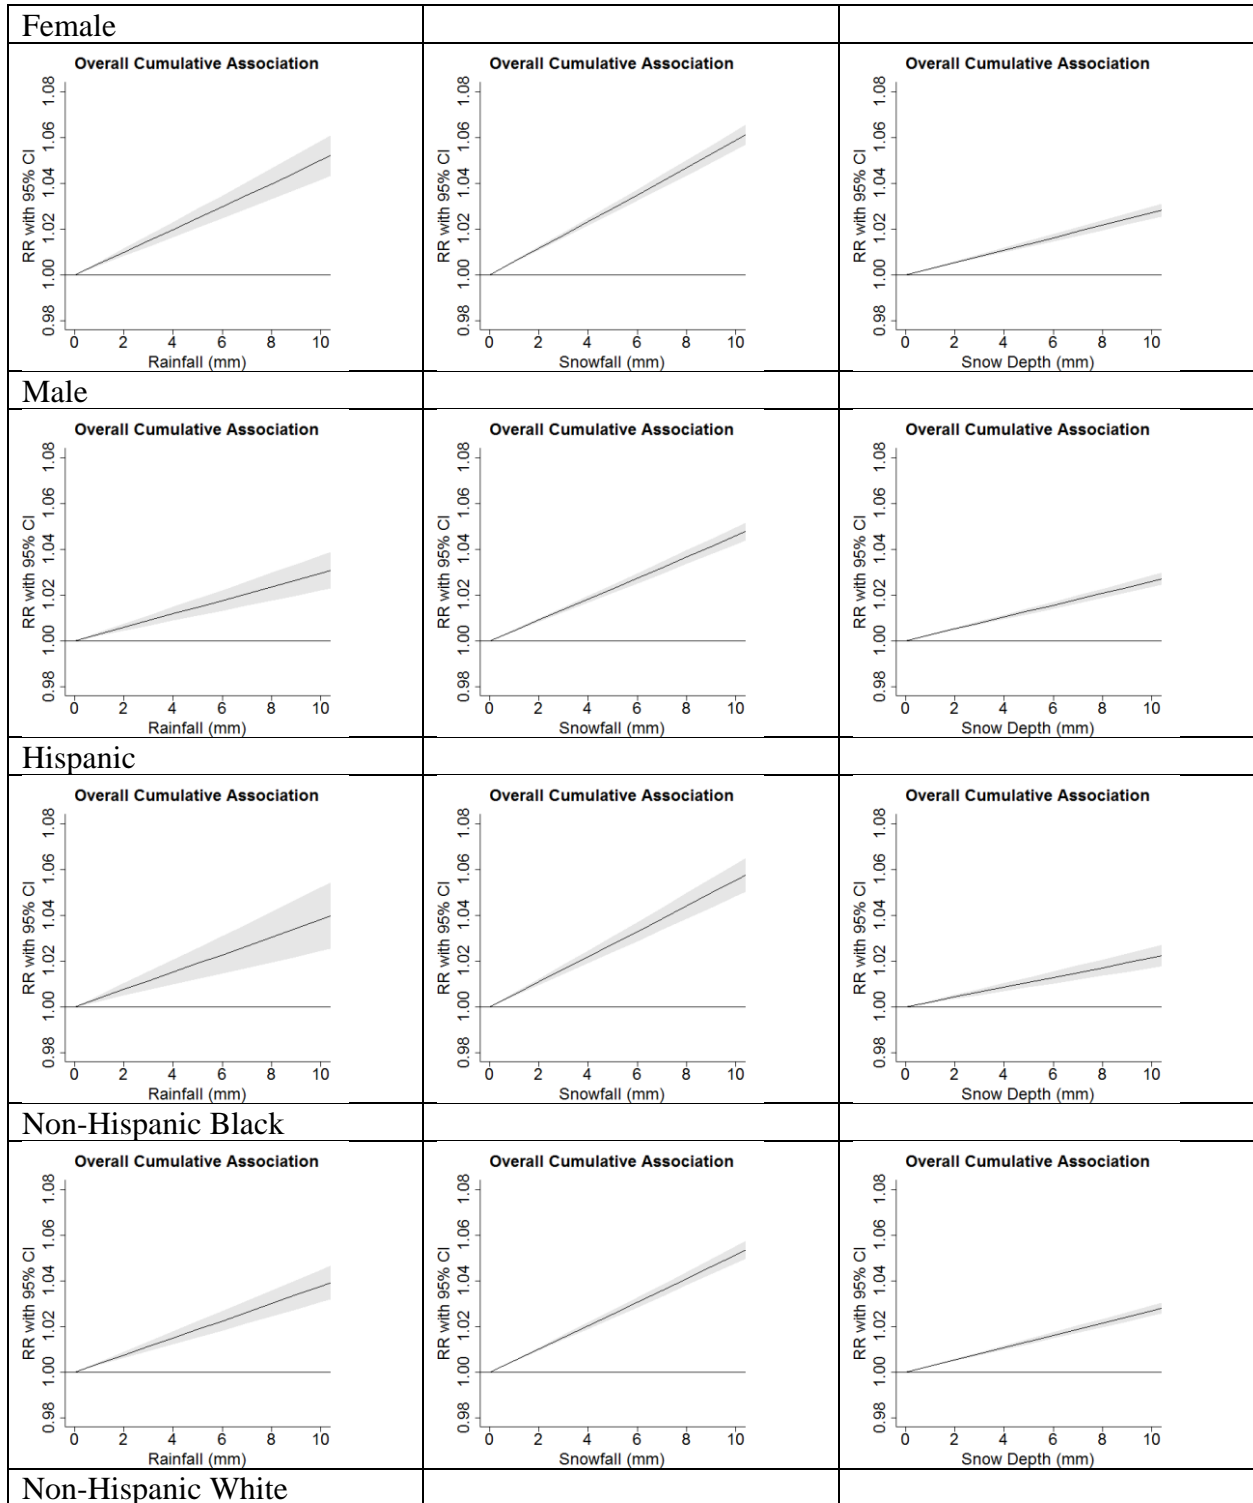 Female
Overall Cumulative Association
RR with 95% CI
0.98 1.00 1.02 1.04 1.06 1.08
0 2 4 6 8 10
Rainfall (mm)
Overall Cumulative Association
RR with 95% CI
0.98 1.00 1.02 1.04 1.06 1.08
0 2 4 6 8 10
Snowfall (mm)
Overall Cumulative Association
RR with 95% CI
0.98 1.00 1.02 1.04 1.06 1.08
0 2 4 6 8 10
Snow Depth (mm)
Male
Overall Cumulative Association
RR with 95% CI
0.98 1.00 1.02 1.04 1.06 1.08
0 2 4 6 8 10
Rainfall (mm)
Overall Cumulative Association
RR with 95% CI
0.98 1.00 1.02 1.04 1.06 1.08
0 2 4 6 8 10
Snowfall (mm)
Overall Cumulative Association
RR with 95% CI
0.98 1.00 1.02 1.04 1.06 1.08
0 2 4 6 8 10
Snow Depth (mm)
Hispanic
Overall Cumulative Association
RR with 95% CI
0.98 1.00 1.02 1.04 1.06 1.08
0 2 4 6 8 10
Rainfall (mm)
Overall Cumulative Association
RR with 95% CI
0.98 1.00 1.02 1.04 1.06 1.08
0 2 4 6 8 10
Snowfall (mm)
Overall Cumulative Association
RR with 95% CI
0.98 1.00 1.02 1.04 1.06 1.08
0 2 4 6 8 10
Snow Depth (mm)
Non-Hispanic Black
Overall Cumulative Association
RR with 95% CI
0.98 1.00 1.02 1.04 1.06 1.08
0 2 4 6 8 10
Rainfall (mm)
Overall Cumulative Association
RR with 95% CI
0.98 1.00 1.02 1.04 1.06 1.08
0 2 4 6 8 10
Snowfall (mm)
Overall Cumulative Association
RR with 95% CI
0.98 1.00 1.02 1.04 1.06 1.08
0 2 4 6 8 10
Snow Depth (mm)
Non-Hispanic White